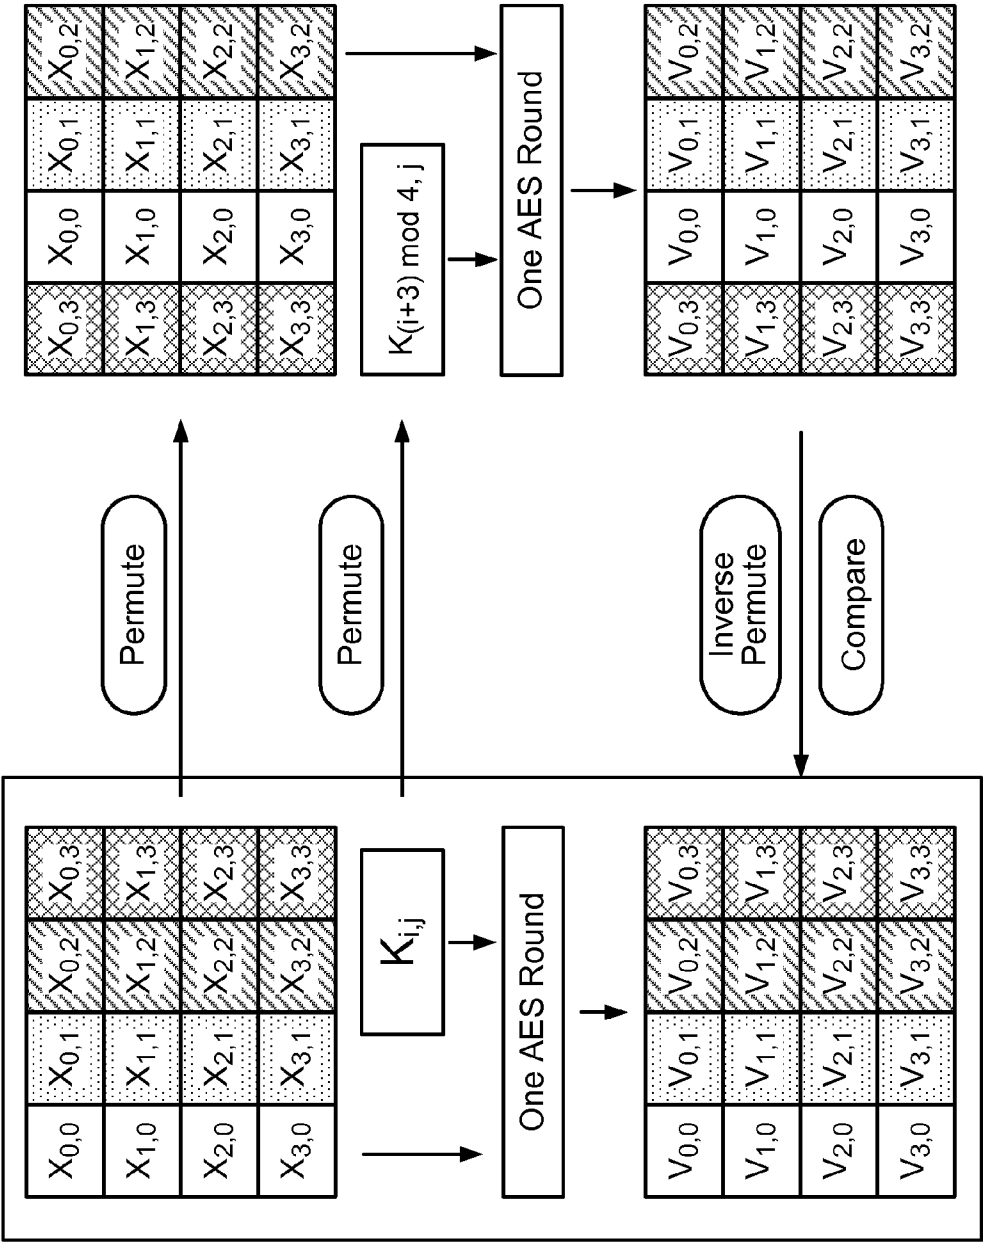 X0,0 X0,1 X0,2 X0,3
X1,0 X1,1 X1,2 X1,3
X2,0 X2,1 X2,2 X2,3
X3,0 X3,1 X3,2 X3,3
Permute
X0,3 X0,0 X0,1 X0,2
X1,3 X1,0 X1,1 X1,2
X2,3 X2,0 X2,1 X2,2
X3,3 X3,0 X3,1 X3,2
Ki,j
Permute
K(i+3) mod 4, j
One AES Round
One AES Round
V0,0 V0,1 V0,2 V0,3
V1,0 V1,1 V1,2 V1,3
V2,0 V2,1 V2,2 V2,3
V3,0 V3,1 V3,2 V3,3
Inverse
Permute
Compare
V0,3 V0,0 V0,1 V0,2
V1,3 V1,0 V1,1 V1,2
V2,3 V2,0 V2,1 V2,2
V3,3 V3,0 V3,1 V3,2